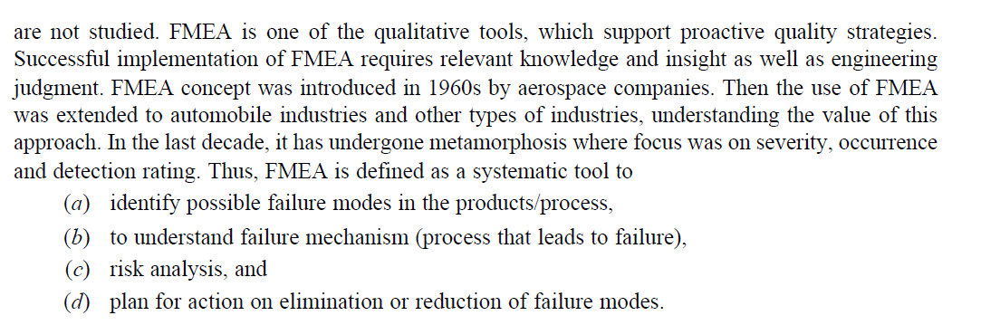 are not studied. FMEA is one of the qualitative tools, which support proactive quality strategies.
Successful implementation of FMEA requires relevant knowledge and insight as well as engineering
judgment. FMEA concept was introduced in 1960s by aerospace companies. Then the use of FMEA
was extended to automobile industries and other types of industries, understanding the value of this
approach. In the last decade, it has undergone metamorphosis where focus was on severity, occurrence
and detection rating. Thus, FMEA is defined as a systematic tool to
(a) identify possible failure modes in the products/process,
(b) to understand failure mechanism (process that leads to failure),
(c) risk analysis, and
(d) plan for action on elimination or reduction of failure modes.